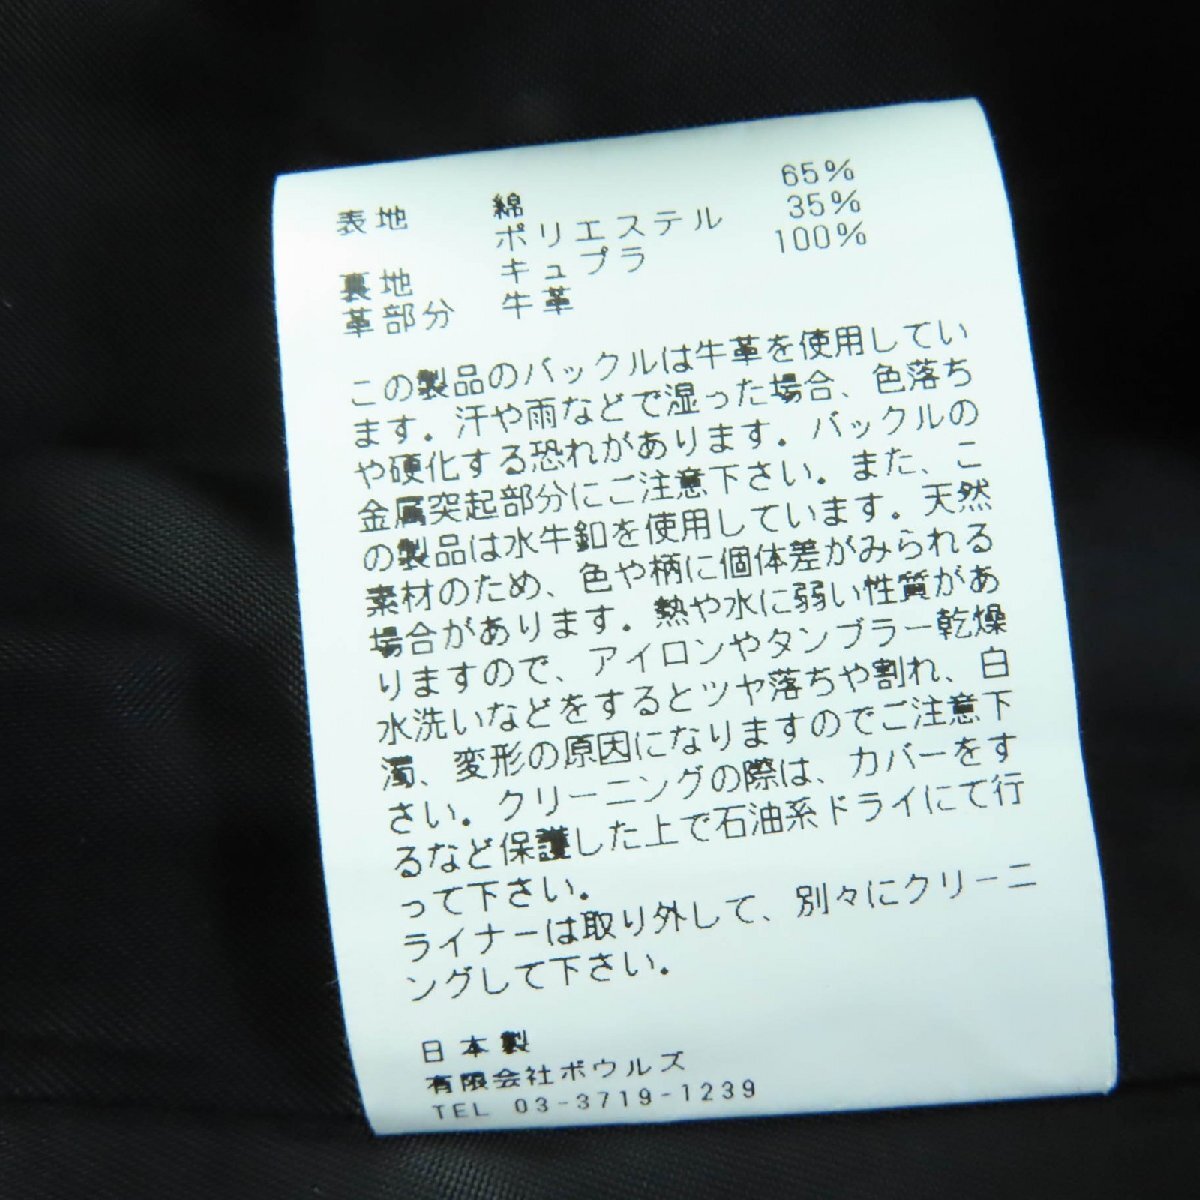 表地 綿 65%
ポリエステル 35%
裏地 キュプラ 100%
革部分 牛革
この製品のバックルは牛革を使用してい
ます．汗や雨などで湿った場合、色落ち
や硬化する恐れがあります．バックルの
金属突起部分にご注意下さい．また、こ
の製品は水牛釦を使用しています．天然
素材のため、色や柄に個体差がみられる
場合があります．熱や水に弱い性質があ
りますので、アイロンやタンブラー乾燥
水洗いなどをするとツヤ落ちや割れ、白
濁、変形の原因になりますのでご注意下
さい．クリーニングの際は、カバーをす
るなど保護した上で石油系ドライにて行
って下さい．
ライナーは取り外して、別々にクリーニ
ングして下さい．
日本製
有限会社ボウルズ
TEL 03-3719-1239